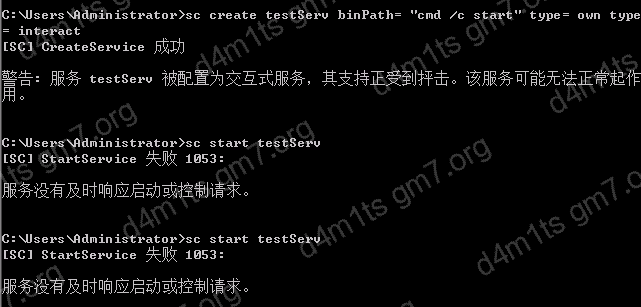 C:\Users\Administrator>sc create testServ binPath= "cmd /c start" type= own type
= interact
[SC] CreateService 成功
警告: 服务 testServ 被配置为交互式服务，其支持正受到抨击。该服务可能无法正常起作
用。
C:\Users\Administrator>sc start testServ
[SC] StartService 失败 1053:
服务没有及时响应启动或控制请求。
C:\Users\Administrator>sc start testServ
[SC] StartService 失败 1053:
服务没有及时响应启动或控制请求。
d4m1ts gm7.org
d4m1ts gm7.org
d4m1ts gm7.org
d4m1ts gm7.org